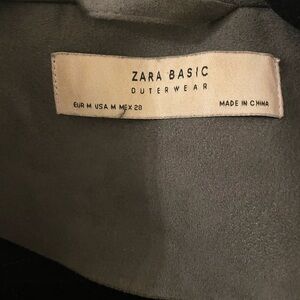 ZARA BASIC
OUTERWEAR
EUR M USA M MEX 28 MADE IN CHINA